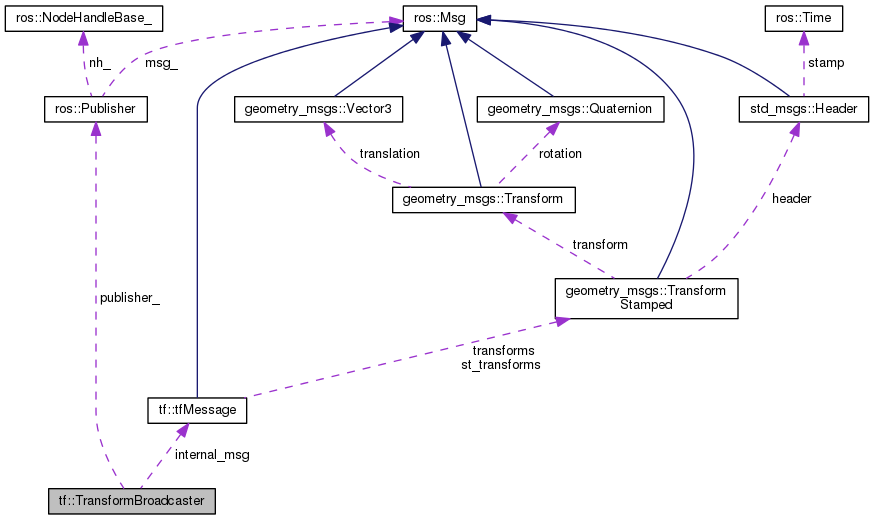 ros::NodeHandleBase_
ros::Msg
ros::Time
nh_
msg_
stamp
ros::Publisher
geometry_msgs::Vector3
geometry_msgs::Quaternion
std_msgs::Header
translation
rotation
geometry_msgs::Transform
header
transform
geometry_msgs::Transform
Stamped
publisher_
transforms
st_transforms
tf::tfMessage
internal_msg
tf::TransformBroadcaster